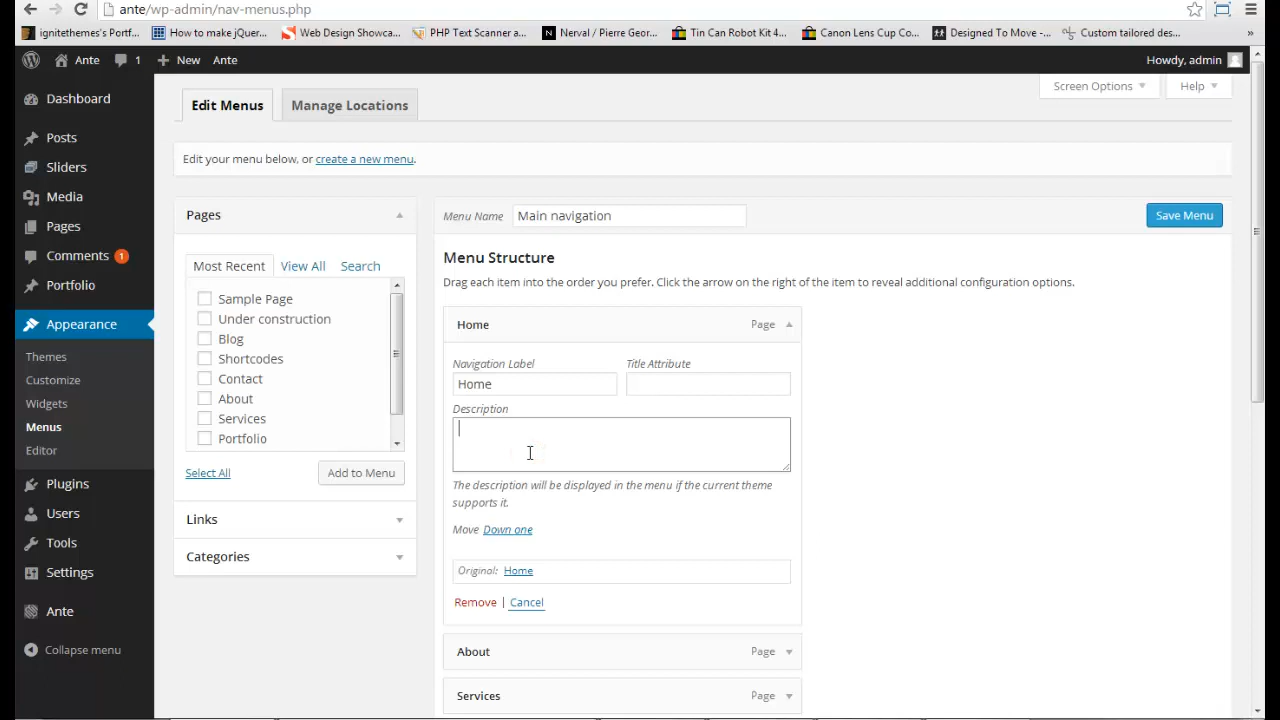 ante/wp-admin/nav-menus.php
ignitethemes's Portf... How to make jQuer... Web Design Showca... PHP Text Scanner a... Nerval / Pierre Geor... Tin Can Robot Kit 4... Canon Lens Cup Co... Designed To Move -... Custom tailored des... »
Ante 1 New Ante Howdy, admin
Dashboard
Posts
Sliders
Media
Pages
Comments 1
Portfolio
Appearance
Themes
Customize
Widgets
Menus
Editor
Plugins
Users
Tools
Settings
Ante
Collapse menu
Screen Options Help
Edit Menus Manage Locations
Edit your menu below, or create a new menu.
Pages
Most Recent View All Search
Sample Page
Under construction
Blog
Shortcodes
Contact
About
Services
Portfolio
Select All Add to Menu
Links
Categories
Menu Name Main navigation Save Menu
Menu Structure
Drag each item into the order you prefer. Click the arrow on the right of the item to reveal additional configuration options.
Home Page
Navigation Label Title Attribute
Home
Description
The description will be displayed in the menu if the current theme
supports it.
Move Down one
Original: Home
Remove | Cancel
About Page
Services Page